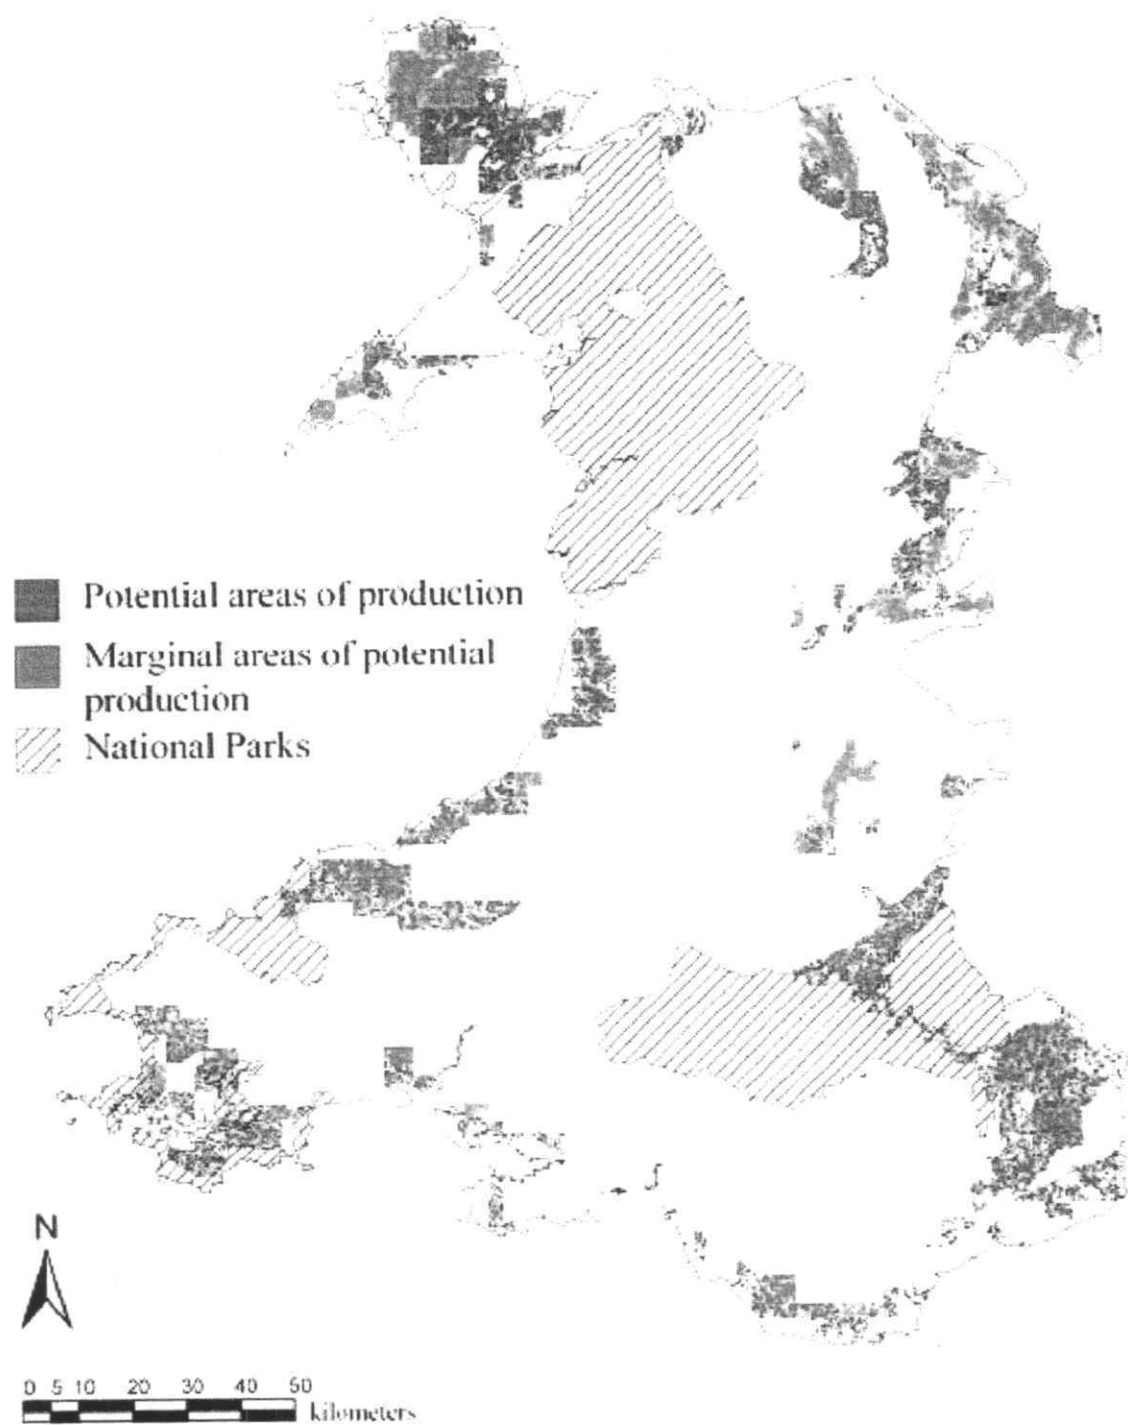 Potential areas of production
Marginal areas of potential
production
National Parks
N
0 5 10 20 30 40 50
kilometers